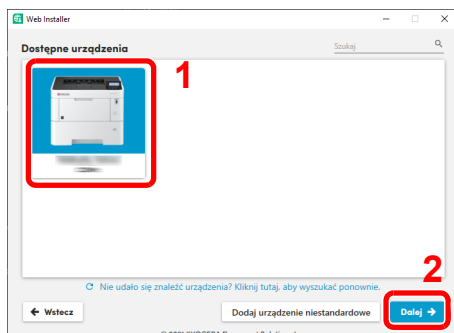 Web Installer
Dostępne urządzenia
Szukaj
1
Nie udało się znaleźć urządzenia? Kliknij tutaj, aby wyszukać ponownie.
2
Wstecz
Dodaj urządzenie niestandardowe
Dalej